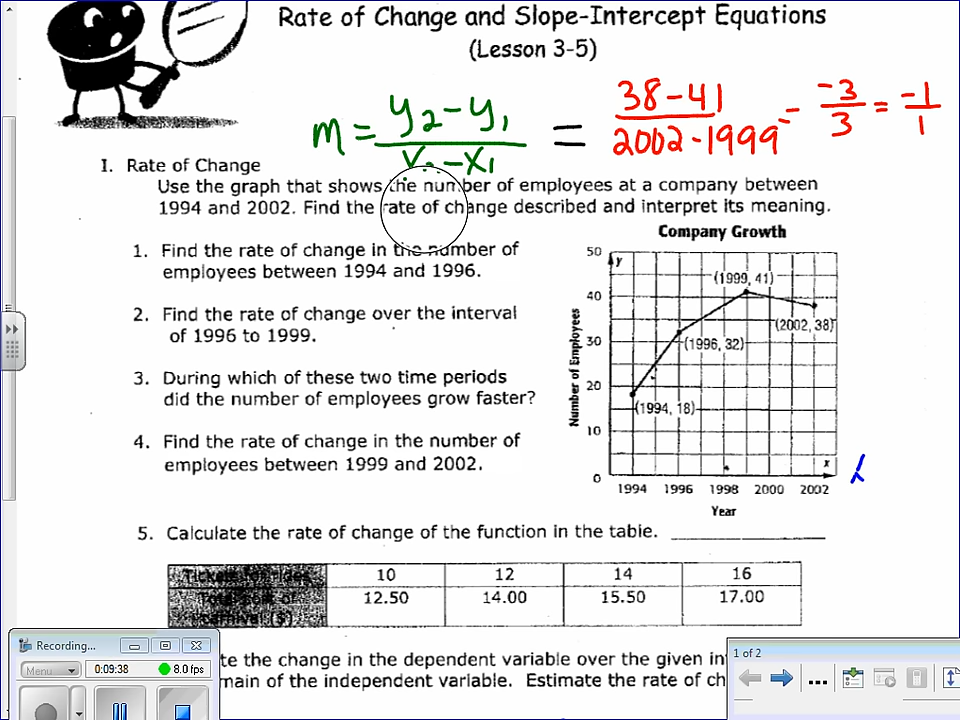 Rate of Change and Slope-Intercept Equations
(Lesson 3-5)
m = y2 - y1 / - x1 = 38 - 41 / 2002 - 1999 = -3 / 3 = -1 / 1
I. Rate of Change
Use the graph that shows the number of employees at a company between
1994 and 2002. Find the rate of change described and interpret its meaning.
1. Find the rate of change in the number of
employees between 1994 and 1996.
2. Find the rate of change over the interval
of 1996 to 1999.
3. During which of these two time periods
did the number of employees grow faster?
4. Find the rate of change in the number of
employees between 1999 and 2002.
Company Growth
50
40
30
20
10
0
y
x
(1999, 41)
(2002, 38)
(1996, 32)
(1994, 18)
Number of Employees
1994 1996 1998 2000 2002
Year
5. Calculate the rate of change of the function in the table.
10 12 14 16
12.50 14.00 15.50 17.00
te the change in the dependent variable over the given in
main of the independent variable. Estimate the rate of ch
Recording...
Menu
0:09:38
8.0 fps
1 of 2